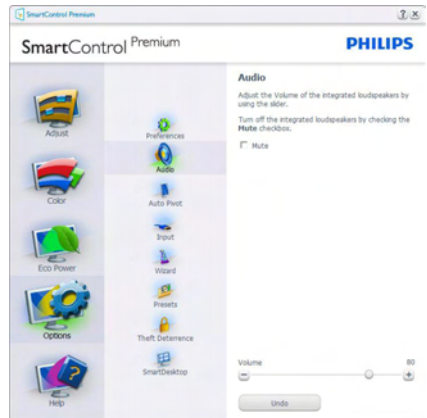 SmartControl Premium
SmartControl Premium
PHILIPS
Adjust
Color
Eco Power
Options
Help
Preferences
Audio
Auto Pivot
Input
Wizard
Presets
Theft Deterrence
SmartDesktop
Audio
Adjust the Volume of the integrated loudspeakers by
using the slider.
Turn off the integrated loudspeakers by checking the
Mute checkbox.
Mute
Volume 80
Undo